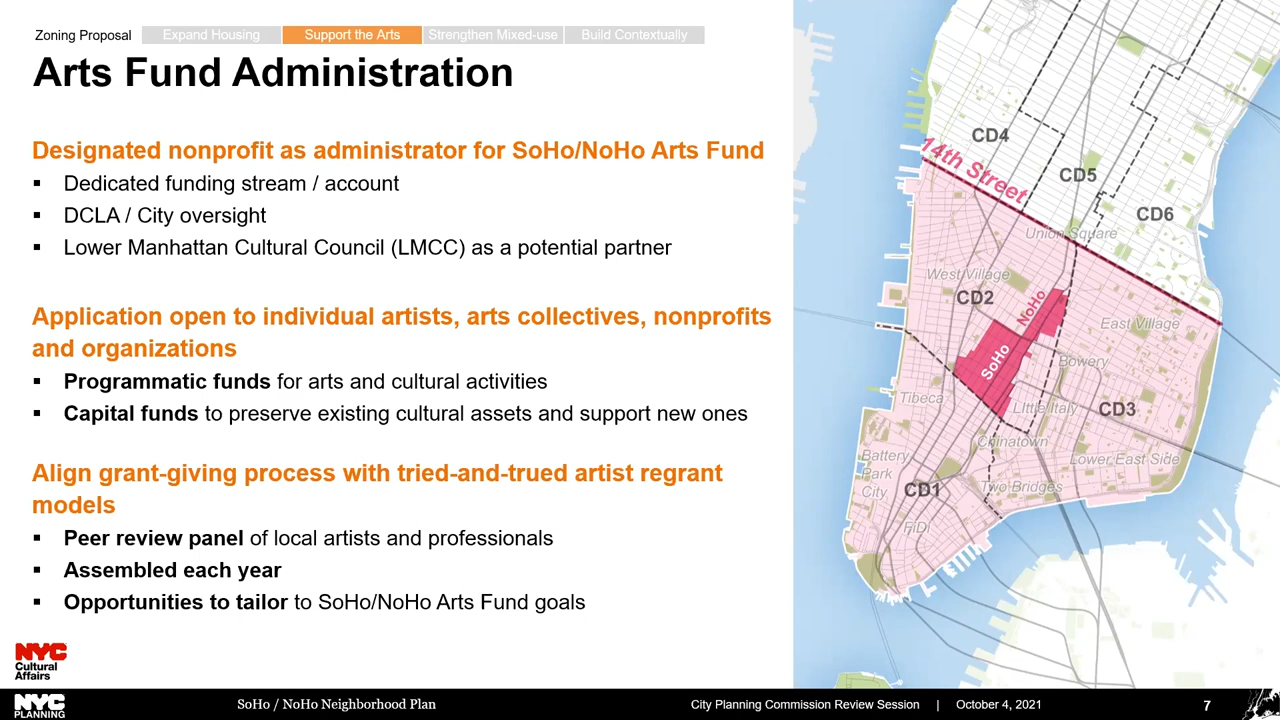 Zoning Proposal
Expand Housing
Support the Arts
Strengthen Mixed-use
Build Contextually
Arts Fund Administration
Designated nonprofit as administrator for SoHo/NoHo Arts Fund
▪ Dedicated funding stream / account
▪ DCLA / City oversight
▪ Lower Manhattan Cultural Council (LMCC) as a potential partner
Application open to individual artists, arts collectives, nonprofits
and organizations
▪ Programmatic funds for arts and cultural activities
▪ Capital funds to preserve existing cultural assets and support new ones
Align grant-giving process with tried-and-trued artist regrant
models
▪ Peer review panel of local artists and professionals
▪ Assembled each year
▪ Opportunities to tailor to SoHo/NoHo Arts Fund goals
CD4
14th Street
CD5
CD6
Union Square
West Village
CD2
NoHo
East Village
SoHo
Bowery
Tibeca
LIttle Italy
CD3
Chinatown
Battery
Park
City
Lower East Side
CD1
Two Bridges
FiDi
NYC
Cultural
Affairs
NYC
PLANNING
SoHo / NoHo Neighborhood Plan
City Planning Commission Review Session | October 4, 2021
7